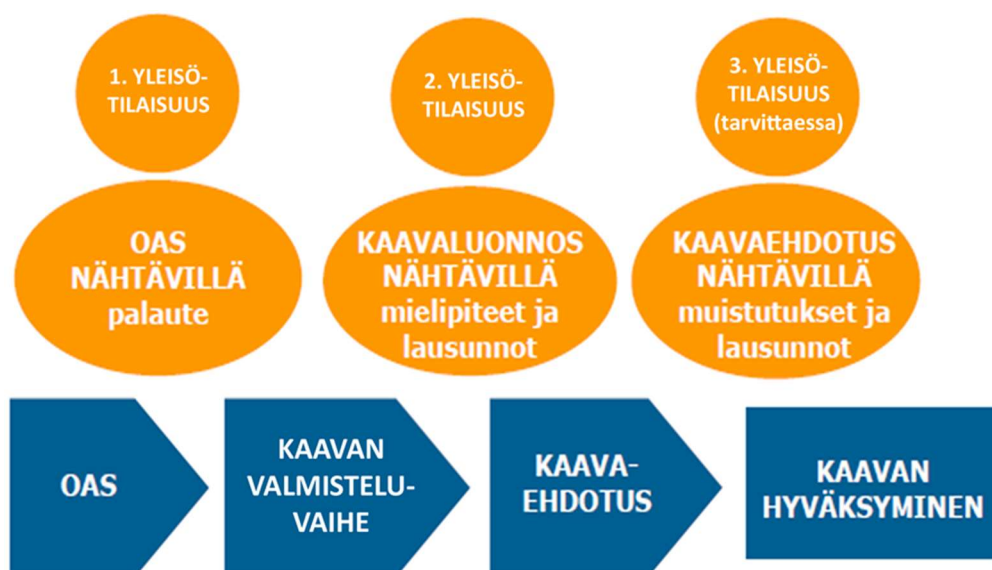 1. YLEISÖ-
TILAISUUS
2. YLEISÖ-
TILAISUUS
3. YLEISÖ-
TILAISUUS
(tarvittaessa)
OAS
NÄHTÄVILLÄ
palaute
KAAVALUONNOS
NÄHTÄVILLÄ
mielipiteet ja
lausunnot
KAAVAEHDOTUS
NÄHTÄVILLÄ
muistutukset ja
lausunnot
OAS
KAAVAN
VALMISTELU-
VAIHE
KAAVA-
EHDOTUS
KAAVAN
HYVÄKSYMINEN